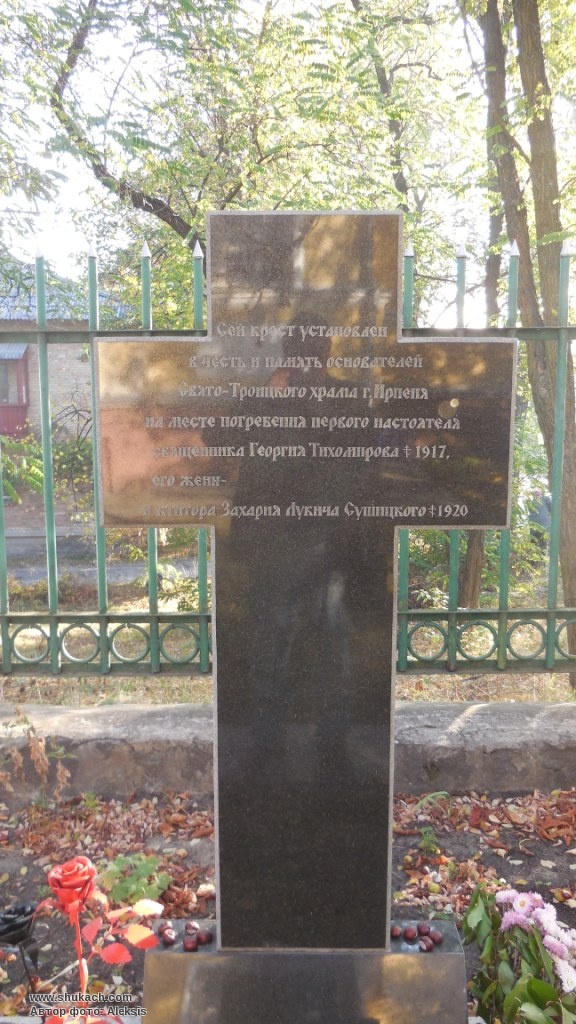 Сей крест установлен
в честь и память основателей
Свято-Троицкого храма г. Ирпеня
на месте погребения первого настоятеля
священника Георгия Тихомирова † 1917,
его жены-
и ктитора Захария Лукича Сушицкого † 1920
www.shukach.com
Автор фото: Aleksis